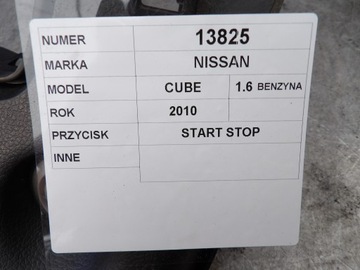 NUMER 13825
MARKA NISSAN
MODEL CUBE 1.6 BENZYNA
ROK 2010
PRZYCISK START STOP
INNE